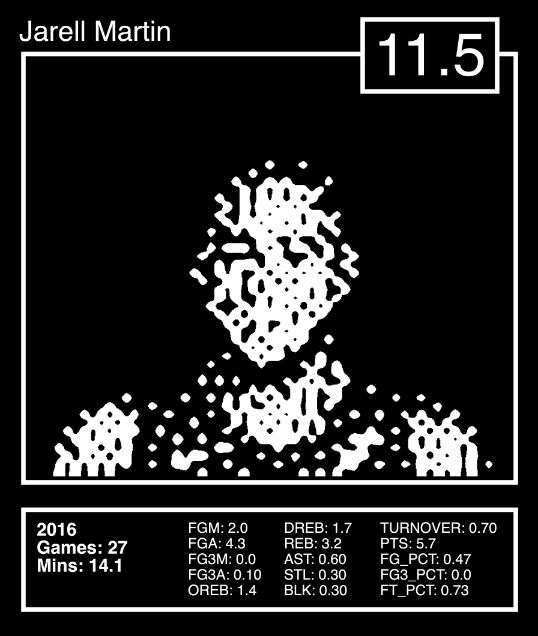 Jarell Martin
11.5
2016
Games: 27
Mins: 14.1
FGM: 2.0
FGA: 4.3
FG3M: 0.0
FG3A: 0.10
OREB: 1.4
DREB: 1.7
REB: 3.2
AST: 0.60
STL: 0.30
BLK: 0.30
TURNOVER: 0.70
PTS: 5.7
FG_PCT: 0.47
FG3_PCT: 0.0
FT_PCT: 0.73